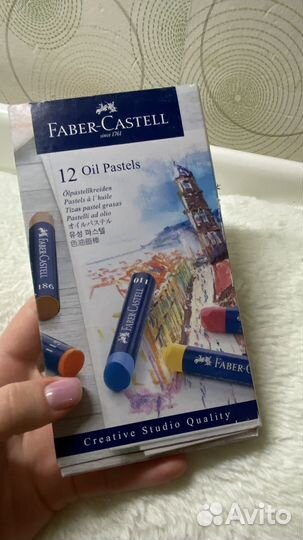 FABER-CASTELL
since 1761
12 Oil Pastels
Ölpastellkreiden
Pastels à l'huile
Tizas pastel grasas
Pastelli ad olio
オイルパステル
유성 파스텔
色油画棒
FABER-CASTELL
186
011
FABER-C
Creative Studio Quality
Avito